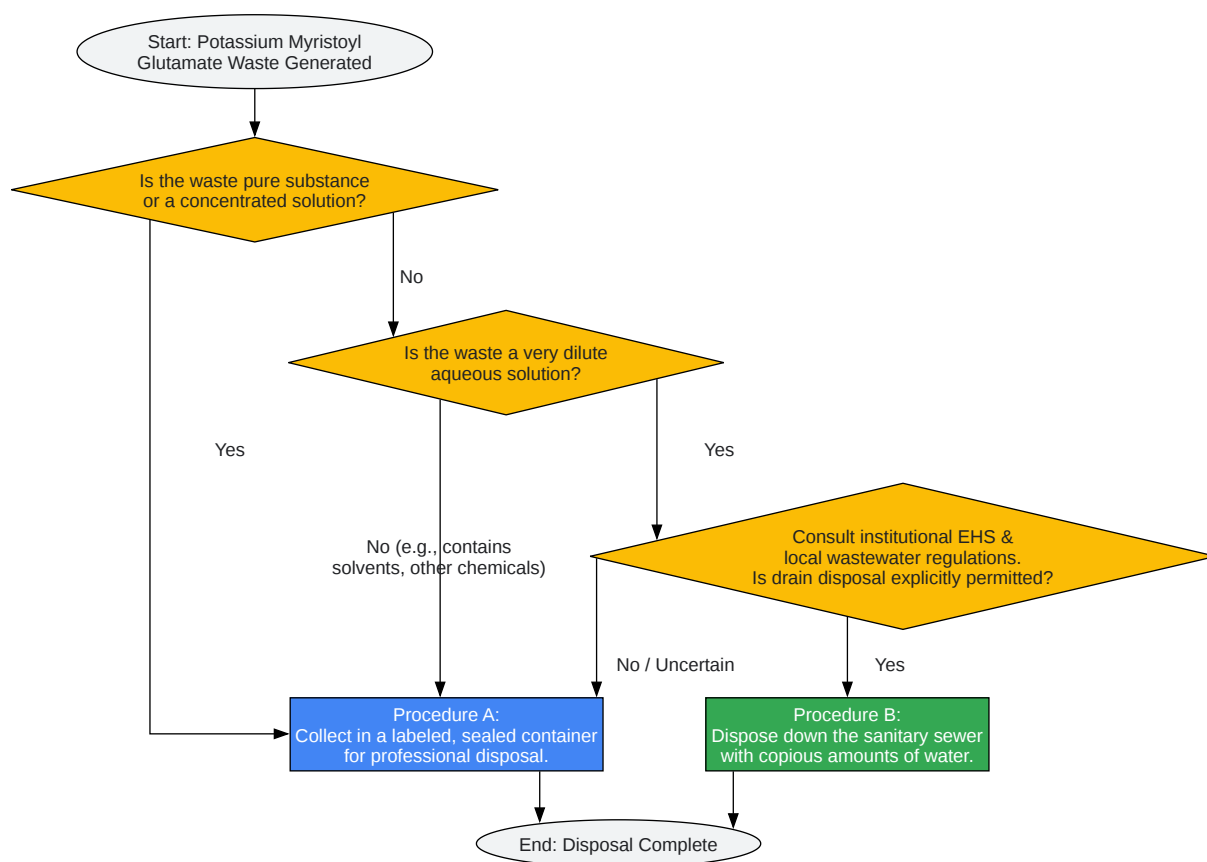 Start: Potassium Myristoyl
Glutamate Waste Generated
Is the waste pure substance
or a concentrated solution?
No
Is the waste a very dilute
aqueous solution?
Yes
Yes
No (e.g., contains
solvents, other chemicals)
Consult institutional EHS &
local wastewater regulations.
Is drain disposal explicitly permitted?
No / Uncertain
Yes
Procedure A:
Collect in a labeled, sealed container
for professional disposal.
Procedure B:
Dispose down the sanitary sewer
with copious amounts of water.
End: Disposal Complete